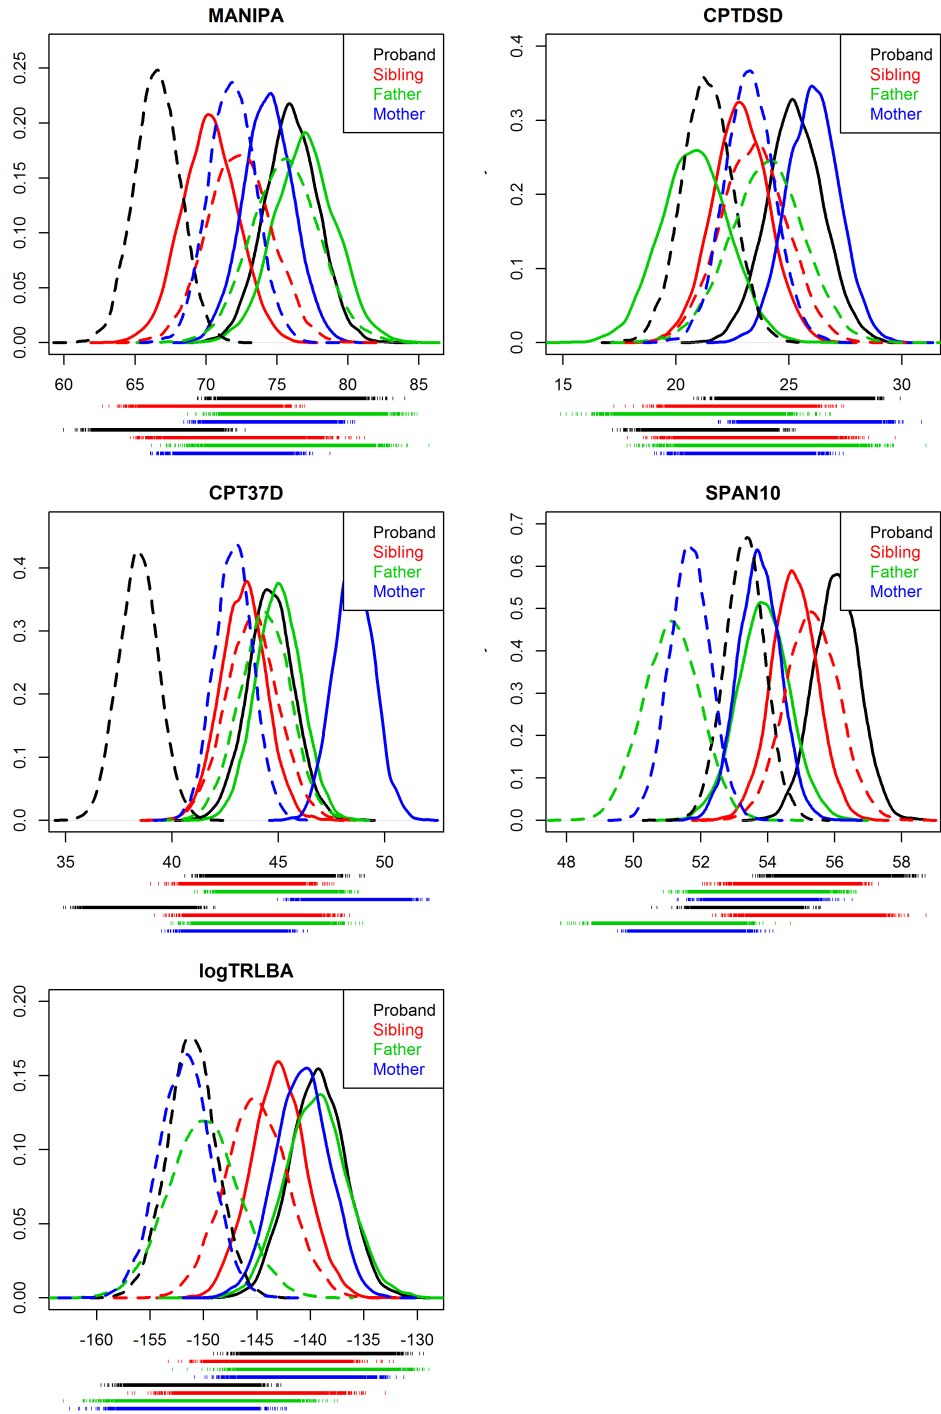 MANIPA
Proband
Sibling
Father
Mother
0.00 0.05 0.10 0.15 0.20 0.25
60 65 70 75 80 85
CPTDSD
Proband
Sibling
Father
Mother
0.0 0.1 0.2 0.3 0.4
15 20 25 30
CPT37D
Proband
Sibling
Father
Mother
0.0 0.1 0.2 0.3 0.4
35 40 45 50
SPAN10
Proband
Sibling
Father
Mother
0.0 0.1 0.2 0.3 0.4 0.5 0.6 0.7
48 50 52 54 56 58
logTRLBA
Proband
Sibling
Father
Mother
0.00 0.05 0.10 0.15 0.20
-160 -155 -150 -145 -140 -135 -130